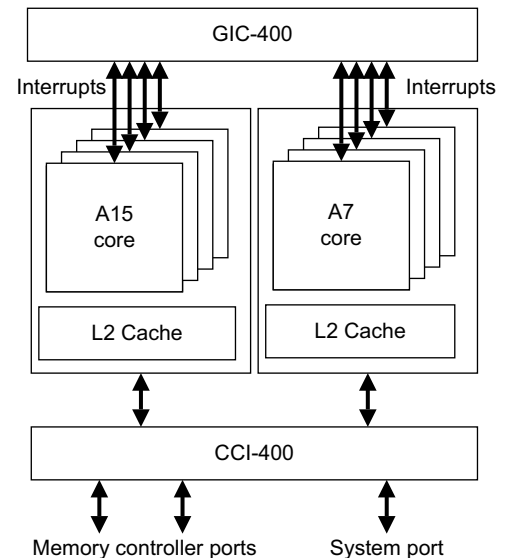 GIC-400
Interrupts
Interrupts
A15
core
A7
core
L2 Cache
L2 Cache
CCI-400
Memory controller ports
System port